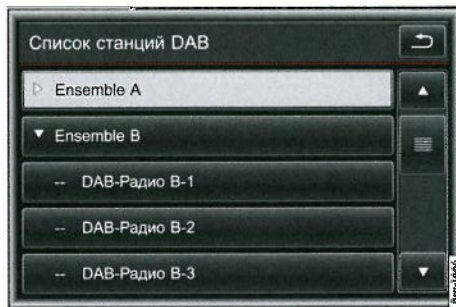 Список станций DAB
Ensemble A
Ensemble B
-- DAB-Радио B-1
-- DAB-Радио B-2
-- DAB-Радио B-3